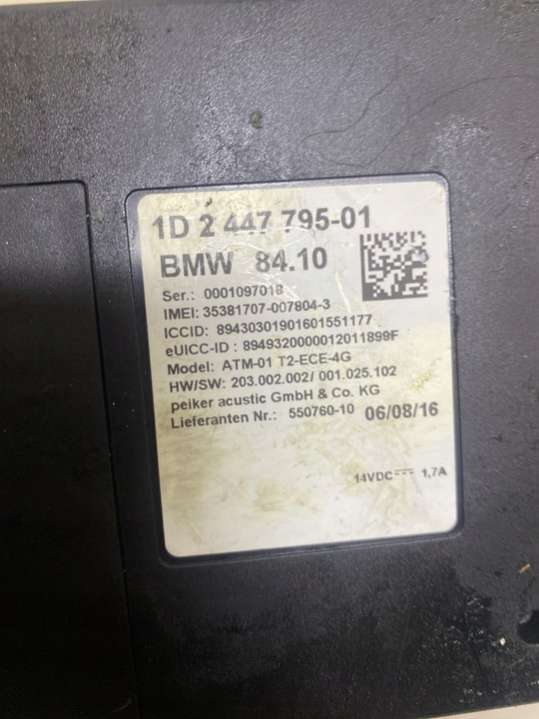 1D 2 447 795-01
BMW 84.10
Ser.: 0001097018
IMEI: 35381707-007804-3
ICCID: 89430301901601551177
eUICC-ID : 8949320000012011899F
Model: ATM-01 T2-ECE-4G
HW/SW: 203.002.002/ 001.025.102
peiker acustic GmbH & Co. KG
Lieferanten Nr.: 550760-10 06/08/16
14VDC⎓ 1,7A